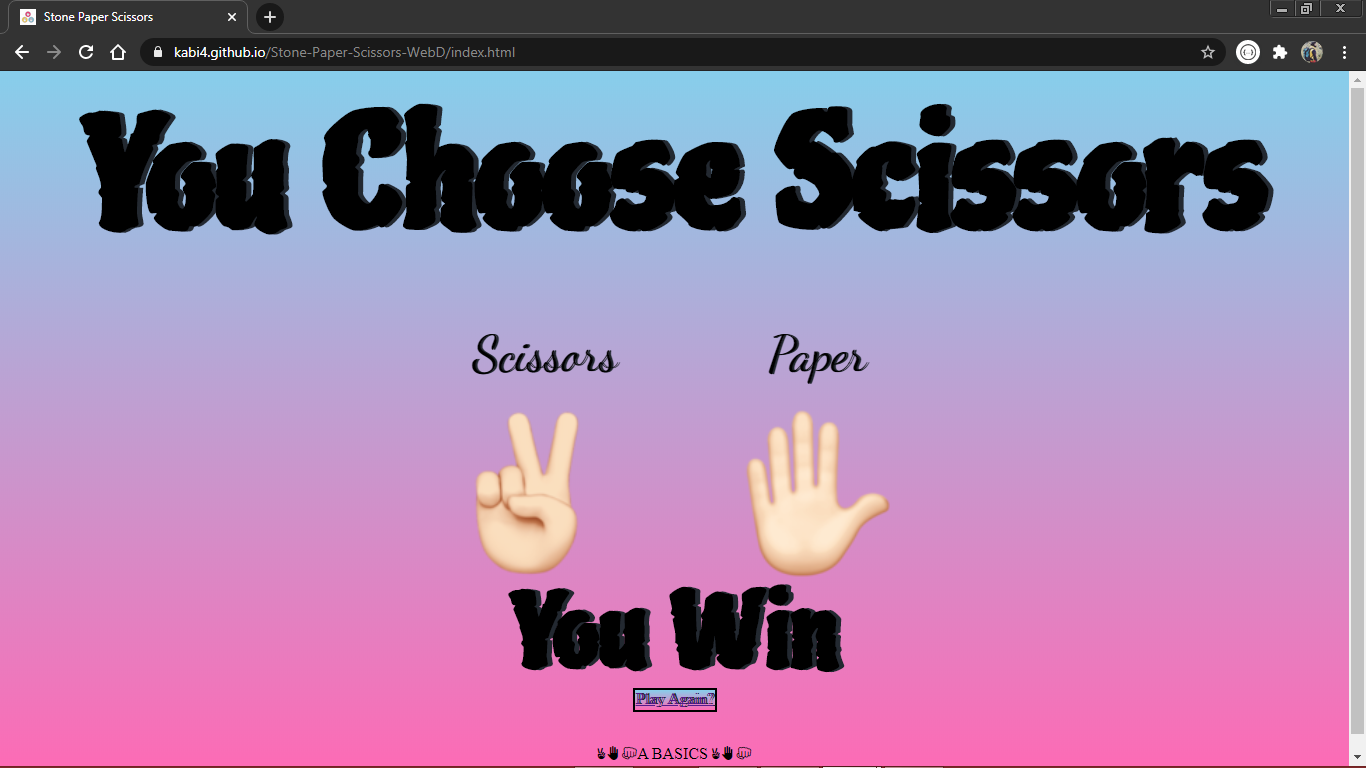 Stone Paper Scissors
kabi4.github.io/Stone-Paper-Scissors-WebD/index.html
You Choose Scissors
Scissors Paper
You Win
Play Again?
✌🤚👊A BASICS✌🤚👊